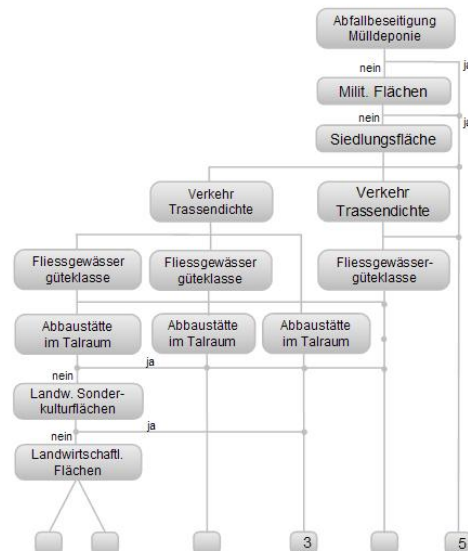 Abfallbeseitigung
Mülldeponie
nein
ja
Milit. Flächen
nein
ja
Siedlungsfläche
Verkehr
Trassendichte
Verkehr
Trassendichte
Fliessgewässer
güteklasse
Fliessgewässer
güteklasse
Fliessgewässer-
güteklasse
Abbaustätte
im Talraum
Abbaustätte
im Talraum
Abbaustätte
im Talraum
ja
nein
Landw. Sonder-
kulturflächen
ja
nein
Landwirtschaftl.
Flächen
3
5